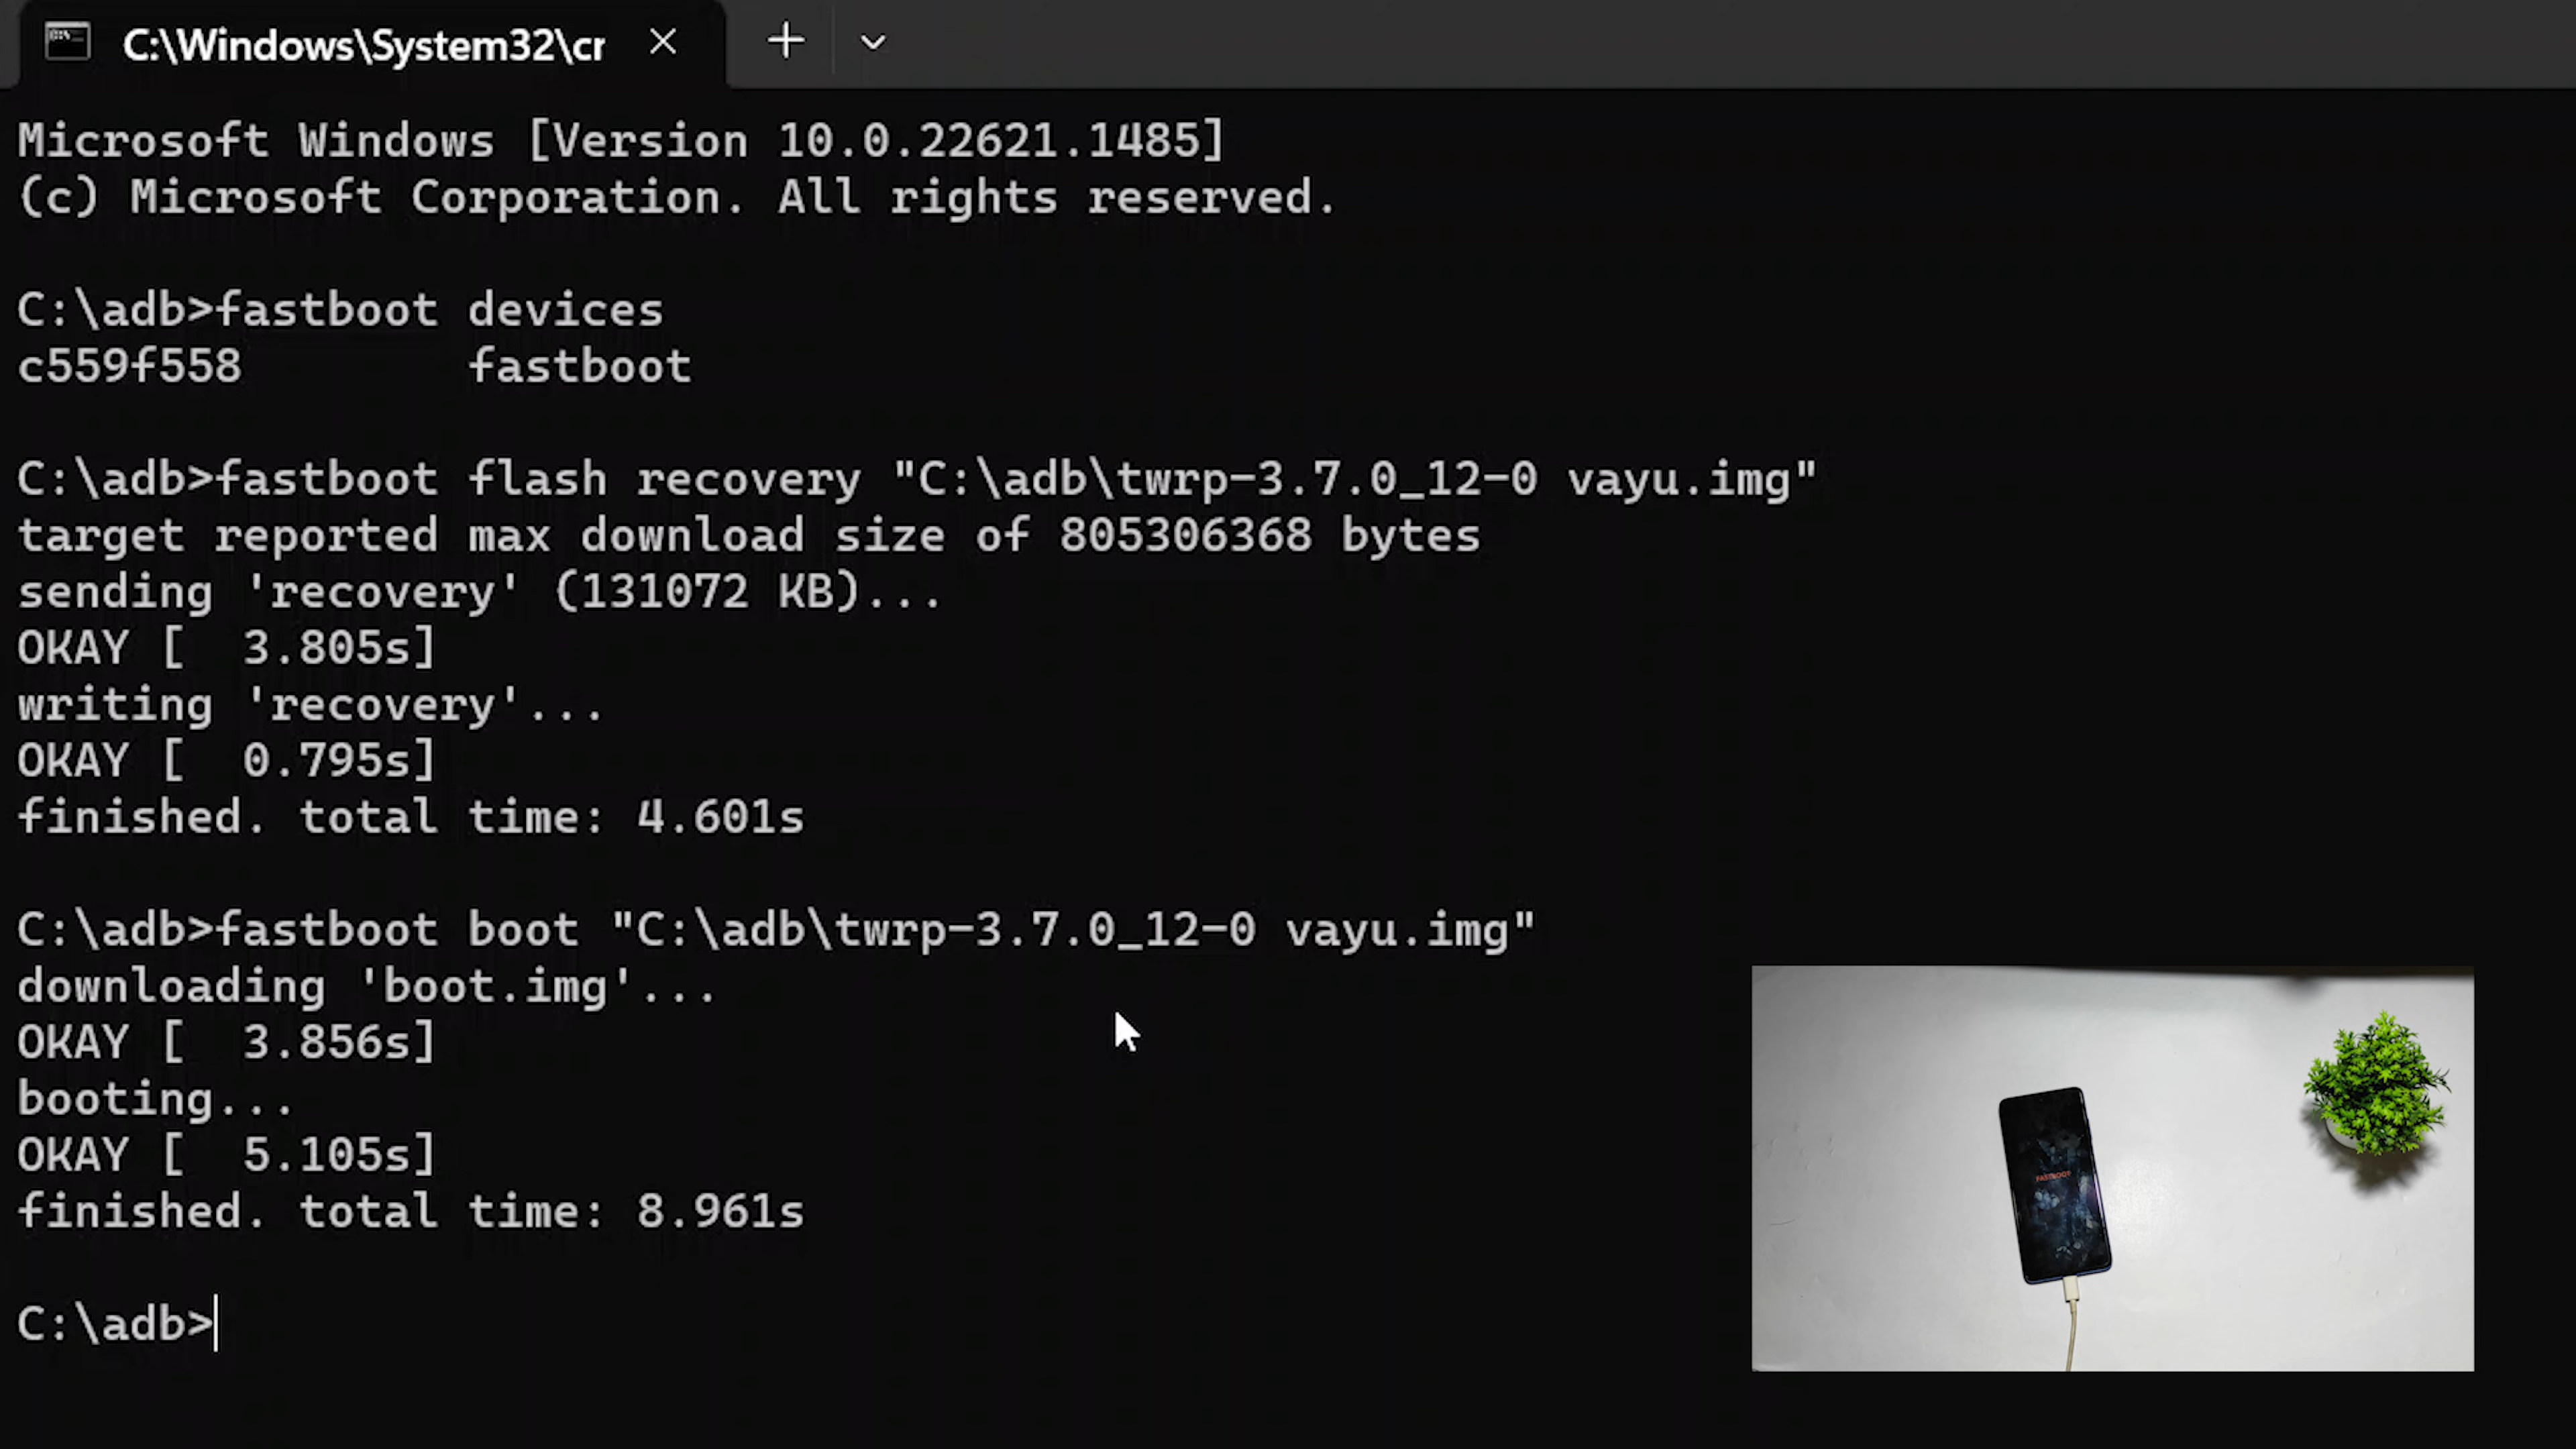 C:\Windows\System32\cr
Microsoft Windows [Version 10.0.22621.1485]
(c) Microsoft Corporation. All rights reserved.
C:\adb>fastboot devices
c559f558        fastboot
C:\adb>fastboot flash recovery "C:\adb\twrp-3.7.0_12-0 vayu.img"
target reported max download size of 805306368 bytes
sending 'recovery' (131072 KB)...
OKAY [  3.805s]
writing 'recovery'...
OKAY [  0.795s]
finished. total time: 4.601s
C:\adb>fastboot boot "C:\adb\twrp-3.7.0_12-0 vayu.img"
downloading 'boot.img'...
OKAY [  3.856s]
booting...
OKAY [  5.105s]
finished. total time: 8.961s
C:\adb>
FASTBOOT